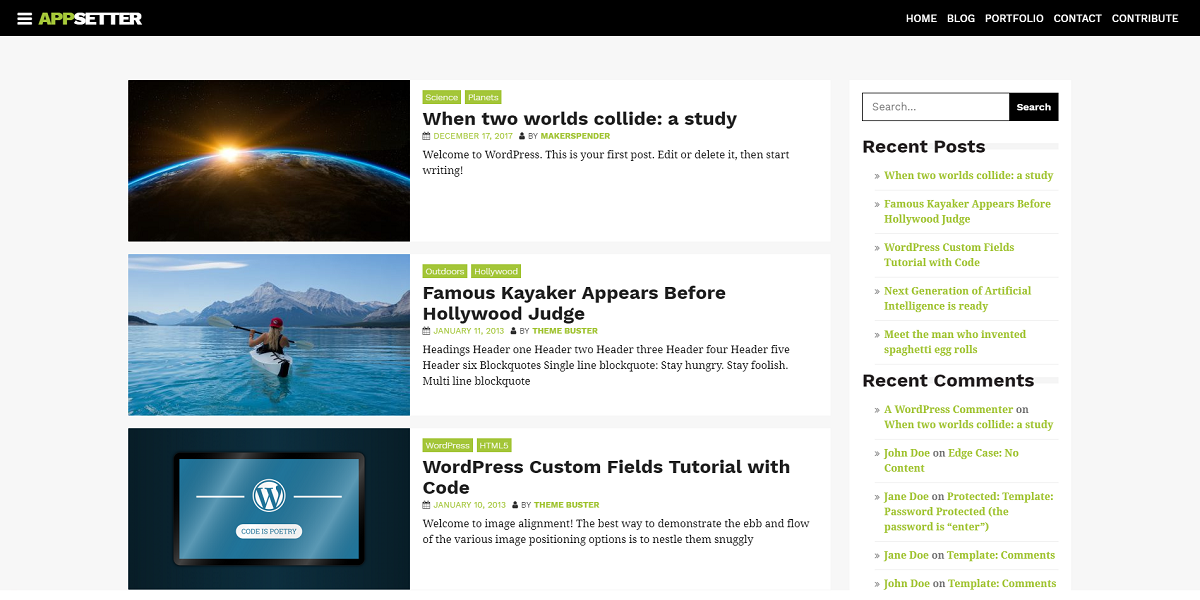 APPSETTER
HOME BLOG PORTFOLIO CONTACT CONTRIBUTE
Science Planets
When two worlds collide: a study
DECEMBER 17, 2017 BY MAKERSPENDER
Welcome to WordPress. This is your first post. Edit or delete it, then start
writing!
Outdoors Hollywood
Famous Kayaker Appears Before
Hollywood Judge
JANUARY 11, 2013 BY THEME BUSTER
Headings Header one Header two Header three Header four Header five
Header six Blockquotes Single line blockquote: Stay hungry. Stay foolish.
Multi line blockquote
CODE IS POETRY
WordPress HTML5
WordPress Custom Fields Tutorial with
Code
JANUARY 10, 2013 BY THEME BUSTER
Welcome to image alignment! The best way to demonstrate the ebb and flow
of the various image positioning options is to nestle them snuggly
Search... Search
Recent Posts
» When two worlds collide: a study
» Famous Kayaker Appears Before
Hollywood Judge
» WordPress Custom Fields
Tutorial with Code
» Next Generation of Artificial
Intelligence is ready
» Meet the man who invented
spaghetti egg rolls
Recent Comments
» A WordPress Commenter on
When two worlds collide: a study
» John Doe on Edge Case: No
Content
» Jane Doe on Protected: Template:
Password Protected (the
password is “enter”)
» Jane Doe on Template: Comments
» John Doe on Template: Comments